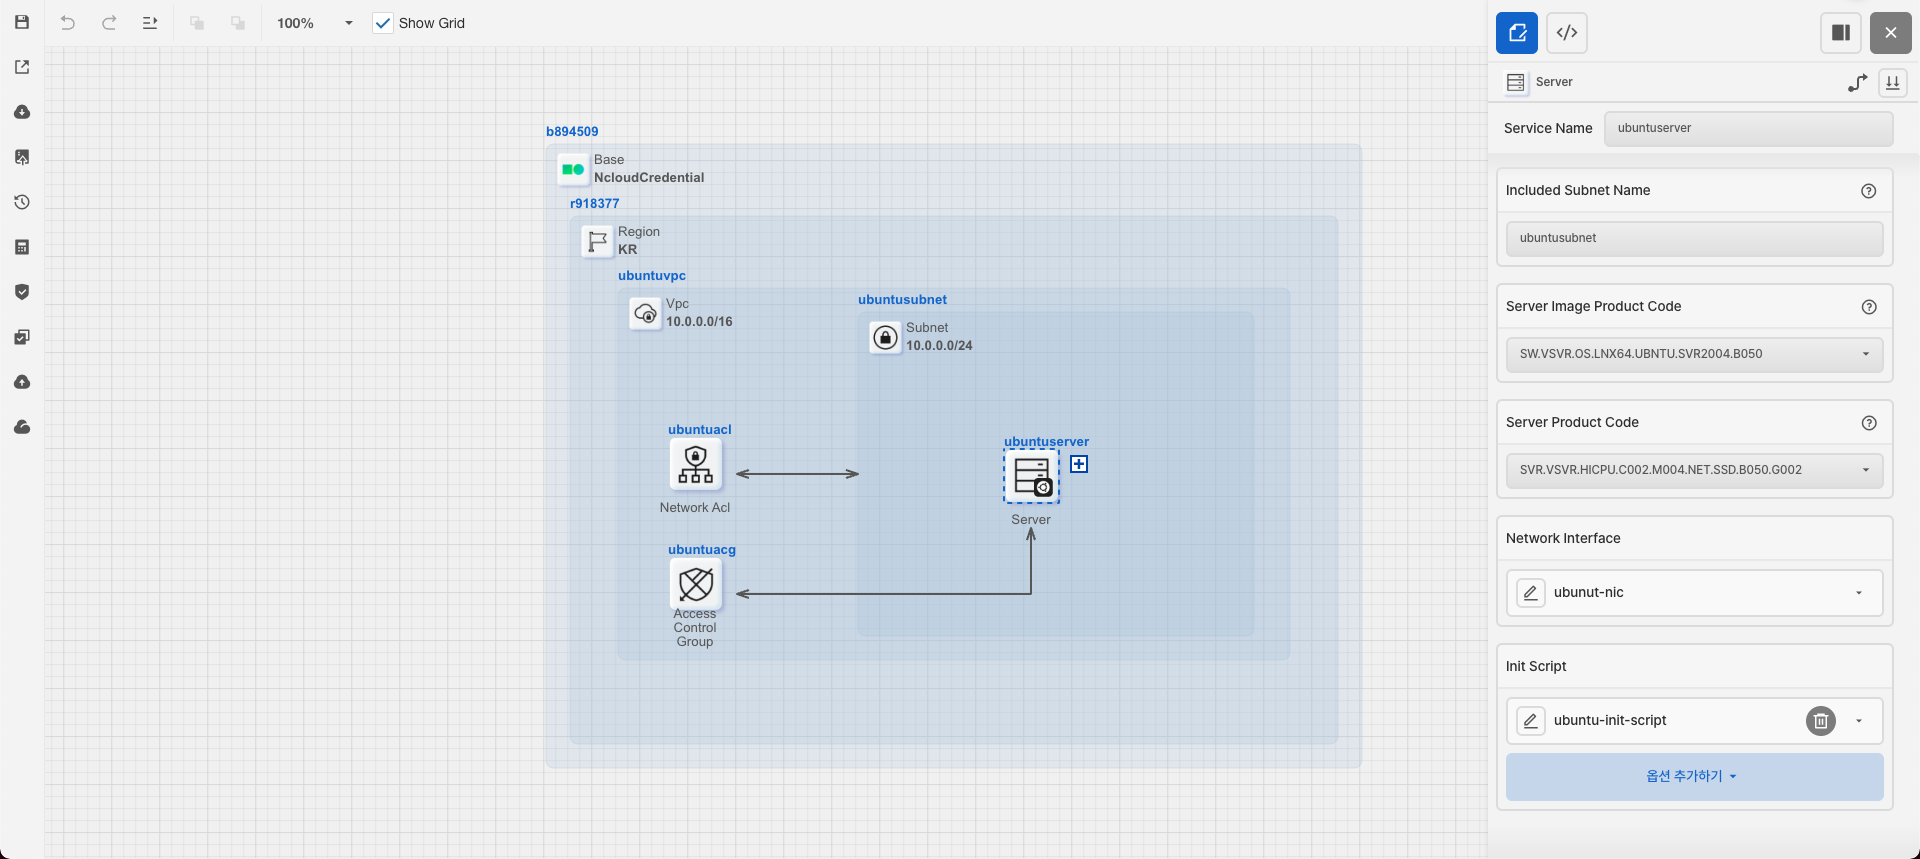 100%
Show Grid
b894509
Base
NcloudCredential
r918377
Region
KR
ubuntuvpc
Vpc
10.0.0.0/16
ubuntusubnet
Subnet
10.0.0.0/24
ubuntuacl
Network Acl
ubuntuserver
Server
ubuntuacg
Access
Control
Group
</>
Server
Service Name
ubuntuserver
Included Subnet Name
ubuntusubnet
Server Image Product Code
SW.VSVR.OS.LNX64.UBNTU.SVR2004.B050
Server Product Code
SVR.VSVR.HICPU.C002.M004.NET.SSD.B050.G002
Network Interface
ubunut-nic
Init Script
ubuntu-init-script
옵션 추가하기